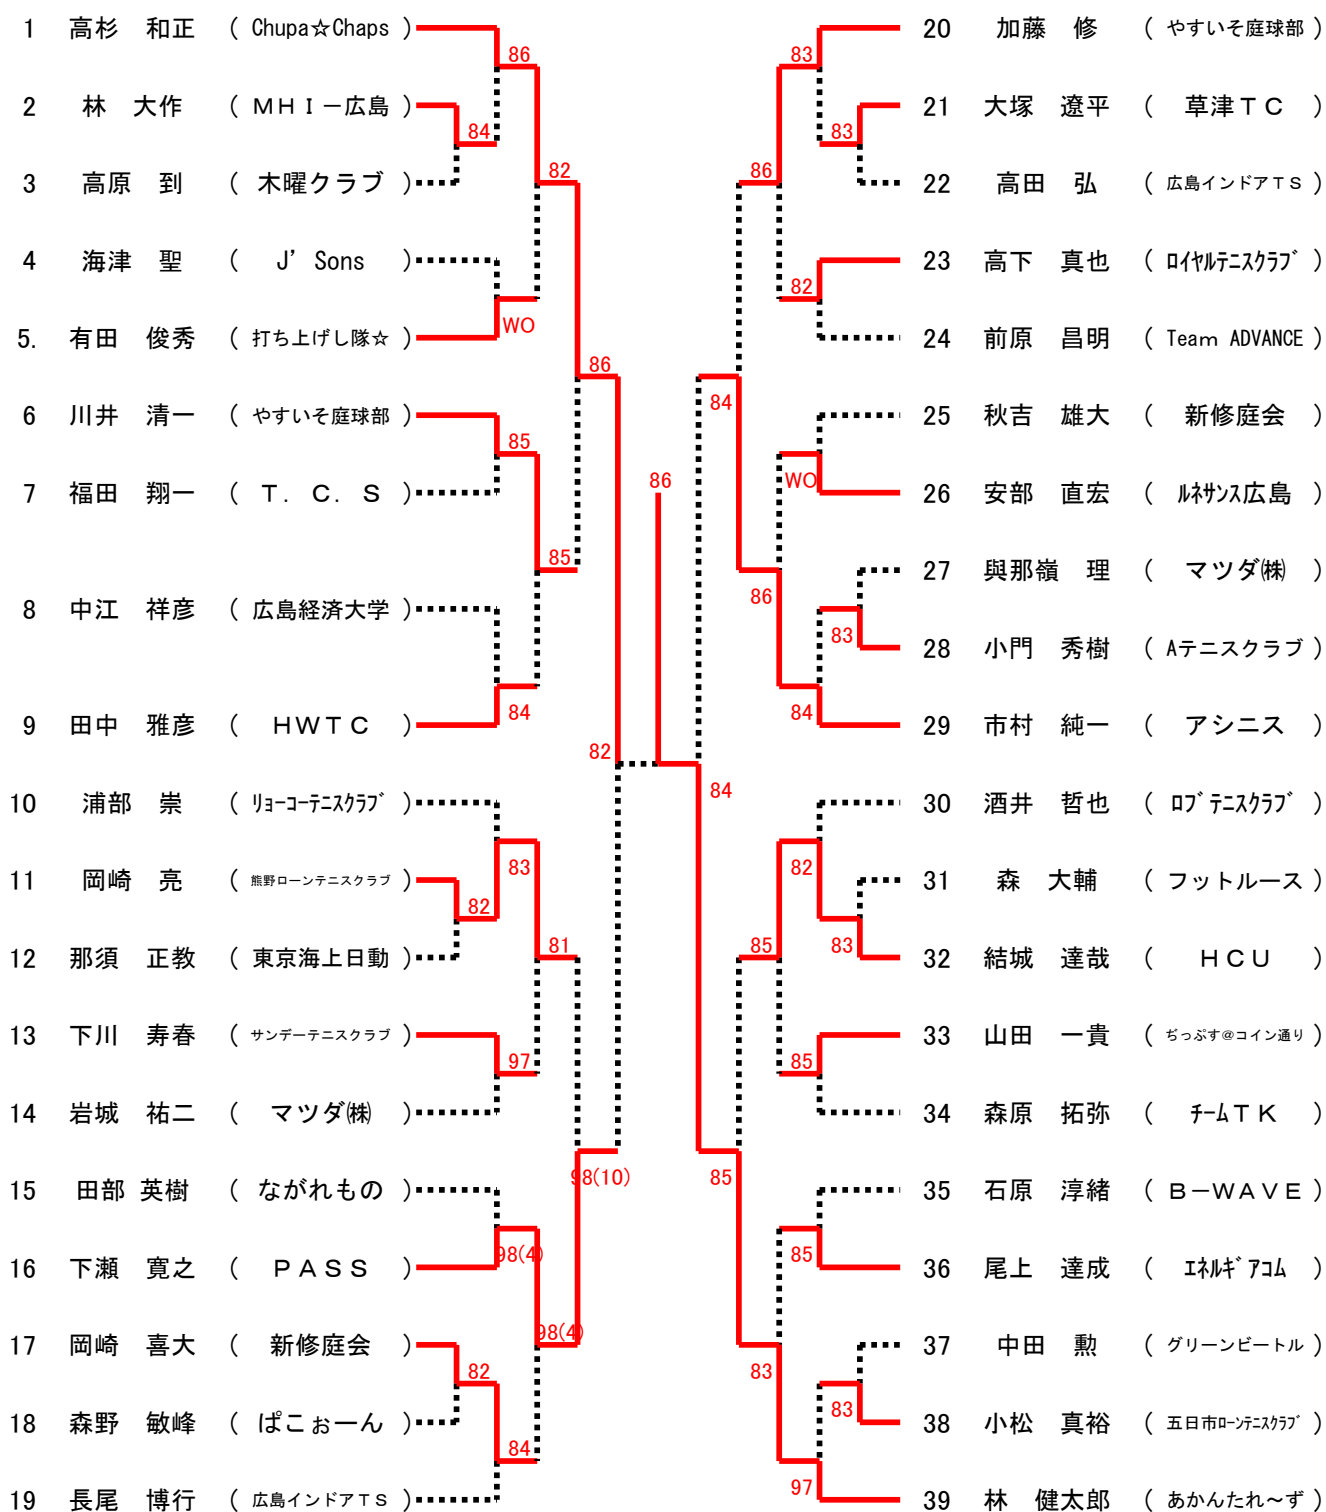 1 高杉 和正 ( Chupa☆Chaps )
2 林 大作 ( ＭＨＩ－広島 )
3 高原 到 ( 木曜クラブ )
4 海津 聖 ( J’Sons )
5. 有田 俊秀 ( 打ち上げし隊☆ )
6 川井 清一 ( やすいそ庭球部 )
7 福田 翔一 ( Ｔ．Ｃ．Ｓ )
8 中江 祥彦 ( 広島経済大学 )
9 田中 雅彦 ( ＨＷＴＣ )
10 浦部 崇 ( ﾘｮｰｺｰﾃﾆｽｸﾗﾌﾞ )
11 岡崎 亮 ( 熊野ローンテニスクラブ )
12 那須 正教 ( 東京海上日動 )
13 下川 寿春 ( サンデーテニスクラブ )
14 岩城 祐二 ( マツダ㈱ )
15 田部 英樹 ( ながれもの )
16 下瀬 寛之 ( ＰＡＳＳ )
17 岡崎 喜大 ( 新修庭会 )
18 森野 敏峰 ( ぱこぉーん )
19 長尾 博行 ( 広島インドアＴＳ )
86
84
82
WO
86
85
85
84
82
83
82
81
97
98(10)
98(4)
98(4)
82
84
86
83
83
86
82
84
WO
86
83
84
84
82
83
85
85
85
85
83
83
97
20 加藤 修 ( やすいそ庭球部 )
21 大塚 遼平 ( 草津ＴＣ )
22 高田 弘 ( 広島インドアＴＳ )
23 高下 真也 ( ﾛｲﾔﾙﾃﾆｽｸﾗﾌﾞ )
24 前原 昌明 ( Team ADVANCE )
25 秋吉 雄大 ( 新修庭会 )
26 安部 直宏 ( ﾙﾈｻﾝｽ広島 )
27 與那嶺 理 ( マツダ㈱ )
28 小門 秀樹 ( Aテニスクラブ )
29 市村 純一 ( アシニス )
30 酒井 哲也 ( ﾛﾌﾞﾃﾆｽｸﾗﾌﾞ )
31 森 大輔 ( フットルース )
32 結城 達哉 ( ＨＣＵ )
33 山田 一貴 ( ぢっぷす@コイン通り )
34 森原 拓弥 ( ﾁｰﾑＴＫ )
35 石原 淳緒 ( Ｂ－ＷＡＶＥ )
36 尾上 達成 ( ｴﾈﾙｷﾞｱｺﾑ )
37 中田 勲 ( グリーンビートル )
38 小松 真裕 ( 五日市ﾛｰﾝﾃﾆｽｸﾗﾌﾞ )
39 林 健太郎 ( あかんたれ～ず )